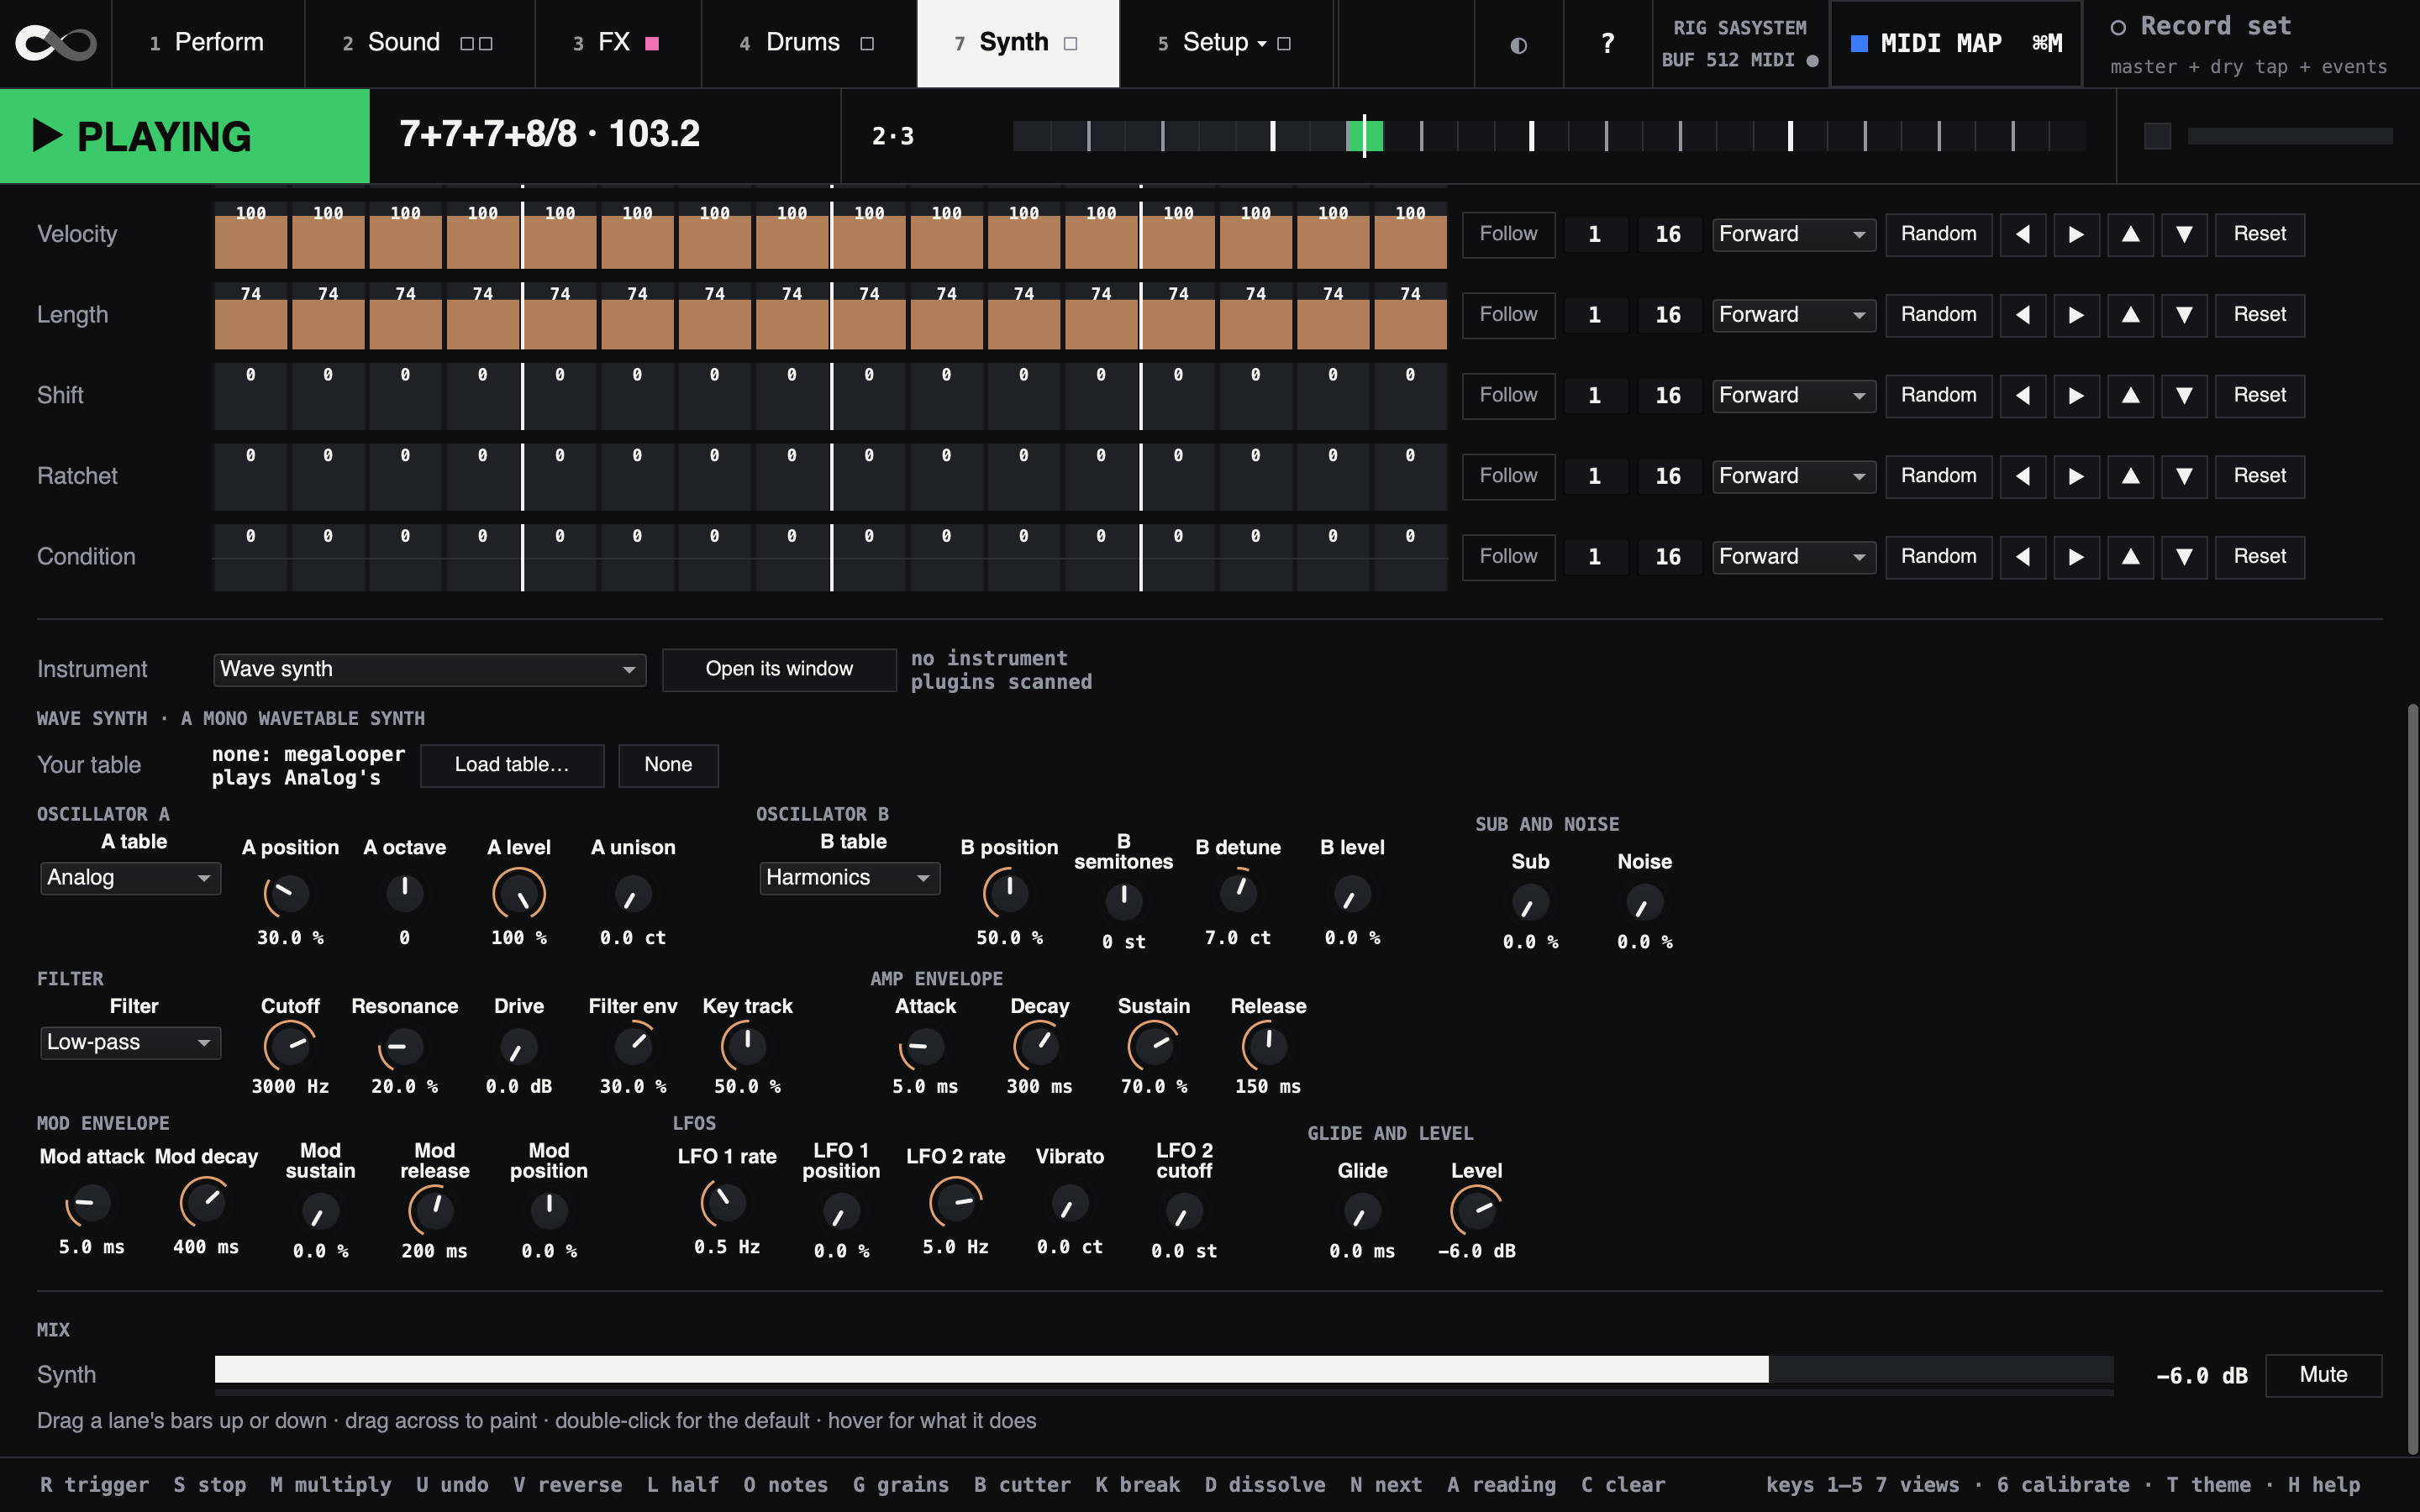 1 Perform 2 Sound 3 FX 4 Drums 7 Synth 5 Setup ? RIG SASYSTEM BUF 512 MIDI MIDI MAP ⌘M Record set master + dry tap + events
PLAYING 7+7+7+8/8 · 103.2 2·3
Velocity 100 100 100 100 100 100 100 100 100 100 100 100 100 100 100 100 Follow 1 16 Forward Random Reset
Length 74 74 74 74 74 74 74 74 74 74 74 74 74 74 74 74 Follow 1 16 Forward Random Reset
Shift 0 0 0 0 0 0 0 0 0 0 0 0 0 0 0 0 Follow 1 16 Forward Random Reset
Ratchet 0 0 0 0 0 0 0 0 0 0 0 0 0 0 0 0 Follow 1 16 Forward Random Reset
Condition 0 0 0 0 0 0 0 0 0 0 0 0 0 0 0 0 Follow 1 16 Forward Random Reset
Instrument Wave synth Open its window no instrument plugins scanned
WAVE SYNTH · A MONO WAVETABLE SYNTH
Your table none: megalooper plays Analog's Load table… None
OSCILLATOR A OSCILLATOR B SUB AND NOISE
A table A position A octave A level A unison B table B position B semitones B detune B level Sub Noise
Analog Harmonics
30.0 % 0 100 % 0.0 ct 50.0 % 0 st 7.0 ct 0.0 % 0.0 % 0.0 %
FILTER AMP ENVELOPE
Filter Cutoff Resonance Drive Filter env Key track Attack Decay Sustain Release
Low-pass
3000 Hz 20.0 % 0.0 dB 30.0 % 50.0 % 5.0 ms 300 ms 70.0 % 150 ms
MOD ENVELOPE LFOS GLIDE AND LEVEL
Mod attack Mod decay Mod sustain Mod release Mod position LFO 1 rate LFO 1 position LFO 2 rate Vibrato LFO 2 cutoff Glide Level
5.0 ms 400 ms 0.0 % 200 ms 0.0 % 0.5 Hz 0.0 % 5.0 Hz 0.0 ct 0.0 st 0.0 ms −6.0 dB
MIX
Synth −6.0 dB Mute
Drag a lane's bars up or down · drag across to paint · double-click for the default · hover for what it does
R trigger S stop M multiply U undo V reverse L half O notes G grains B cutter K break D dissolve N next A reading C clear keys 1–5 7 views · 6 calibrate · T theme · H help